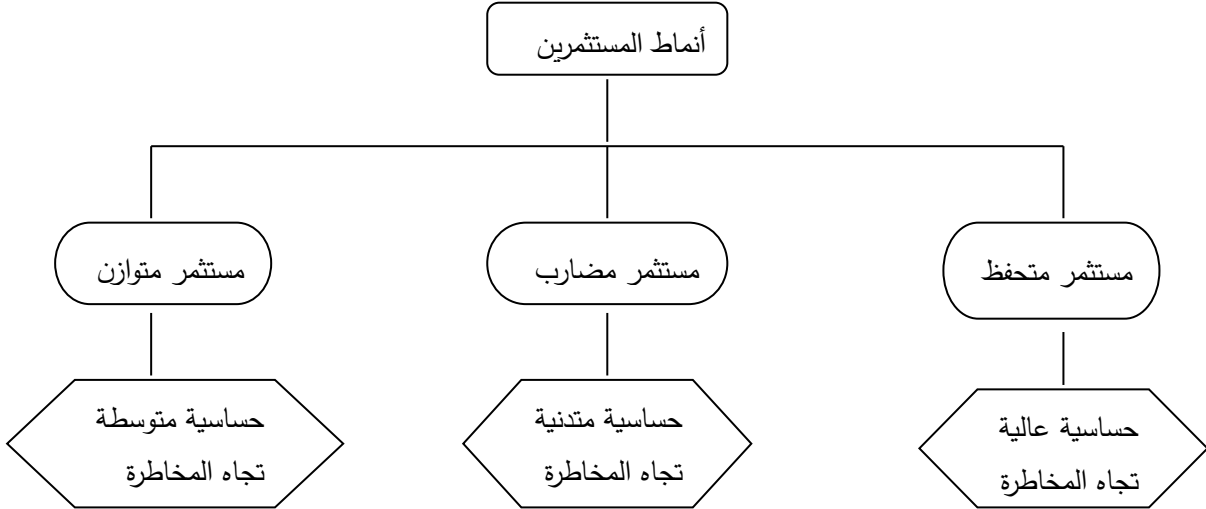 أنماط المستثمرين
مستثمر متحفظ
مستثمر مضارب
مستثمر متوازن
حساسية عالية
تجاه المخاطرة
حساسية متدنية
تجاه المخاطرة
حساسية متوسطة
تجاه المخاطرة